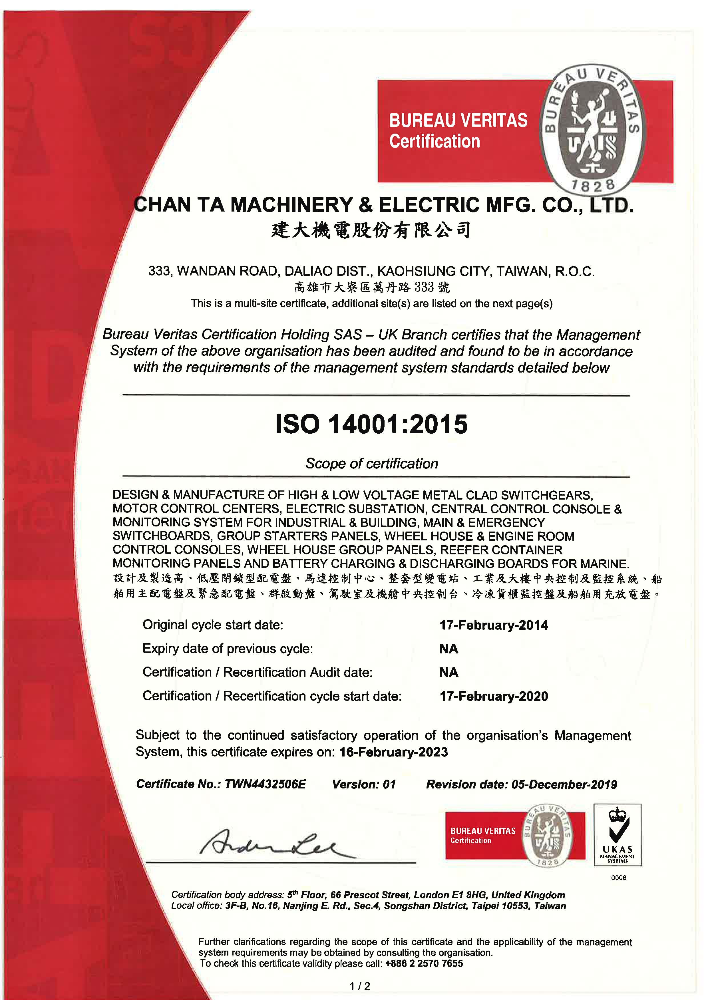 BUREAU VERITAS
Certification
BUREAU VERITAS
1828
CHAN TA MACHINERY & ELECTRIC MFG. CO., LTD.
建大機電股份有限公司
333, WANDAN ROAD, DALIAO DIST., KAOHSIUNG CITY, TAIWAN, R.O.C.
高雄市大寮區萬丹路 333 號
This is a multi-site certificate, additional site(s) are listed on the next page(s)
Bureau Veritas Certification Holding SAS – UK Branch certifies that the Management
System of the above organisation has been audited and found to be in accordance
with the requirements of the management system standards detailed below
ISO 14001:2015
Scope of certification
DESIGN & MANUFACTURE OF HIGH & LOW VOLTAGE METAL CLAD SWITCHGEARS,
MOTOR CONTROL CENTERS, ELECTRIC SUBSTATION, CENTRAL CONTROL CONSOLE &
MONITORING SYSTEM FOR INDUSTRIAL & BUILDING, MAIN & EMERGENCY
SWITCHBOARDS, GROUP STARTERS PANELS, WHEEL HOUSE & ENGINE ROOM
CONTROL CONSOLES, WHEEL HOUSE GROUP PANELS, REEFER CONTAINER
MONITORING PANELS AND BATTERY CHARGING & DISCHARGING BOARDS FOR MARINE.
設計及製造高、低壓閉鎖型配電盤、馬達控制中心、整套型變電站、工業及大樓中央控制及監控系統、船
舶用主配電盤及緊急配電盤、群啟動盤、駕駛室及機艙中央控制台、冷凍貨櫃監控盤及船舶用充放電盤。
Original cycle start date: 17-February-2014
Expiry date of previous cycle: NA
Certification / Recertification Audit date: NA
Certification / Recertification cycle start date: 17-February-2020
Subject to the continued satisfactory operation of the organisation's Management
System, this certificate expires on: 16-February-2023
Certificate No.: TWN4432506E Version: 01 Revision date: 05-December-2019
BUREAU VERITAS
Certification
BUREAU VERITAS
1828
UKAS
MANAGEMENT
SYSTEMS
0008
Certification body address: 5th Floor, 66 Prescot Street, London E1 8HG, United Kingdom
Local office: 3F-B, No.16, Nanjing E. Rd., Sec.4, Songshan District, Taipei 10553, Taiwan
Further clarifications regarding the scope of this certificate and the applicability of the management
system requirements may be obtained by consulting the organisation.
To check this certificate validity please call: +886 2 2570 7655
1 / 2